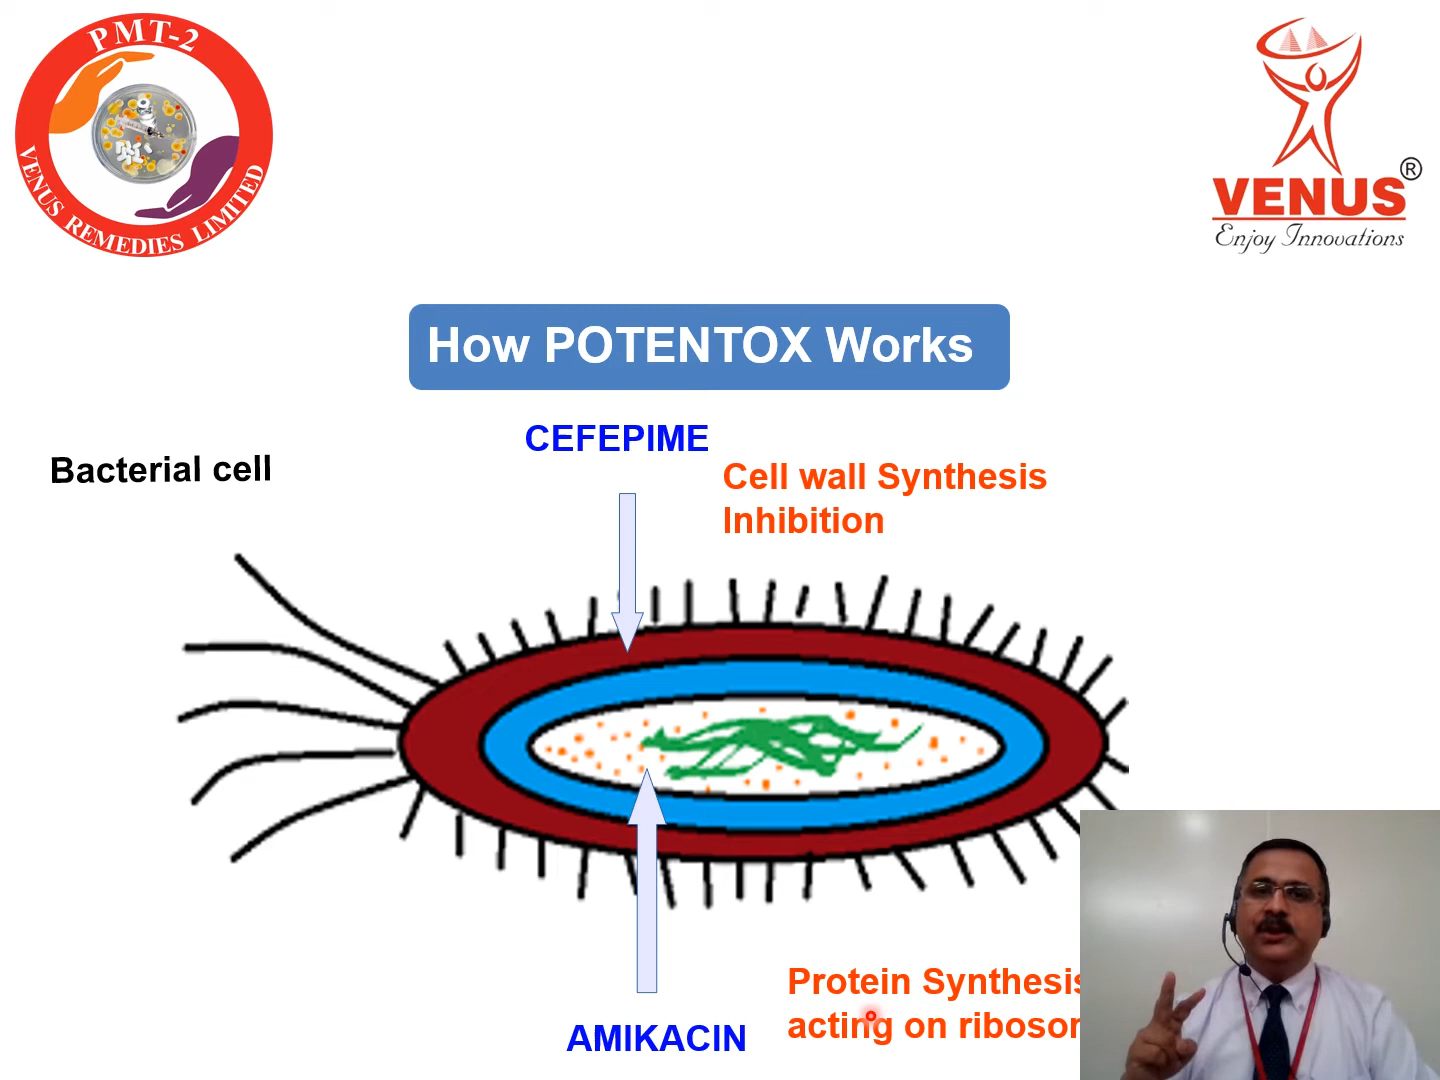 PMT-2
VENUS REMEDIES LIMITED
VENUS®
Enjoy Innovations
How POTENTOX Works
CEFEPIME
Bacterial cell
Cell wall Synthesis
Inhibition
Protein Synthesis
acting on
AMIKACIN